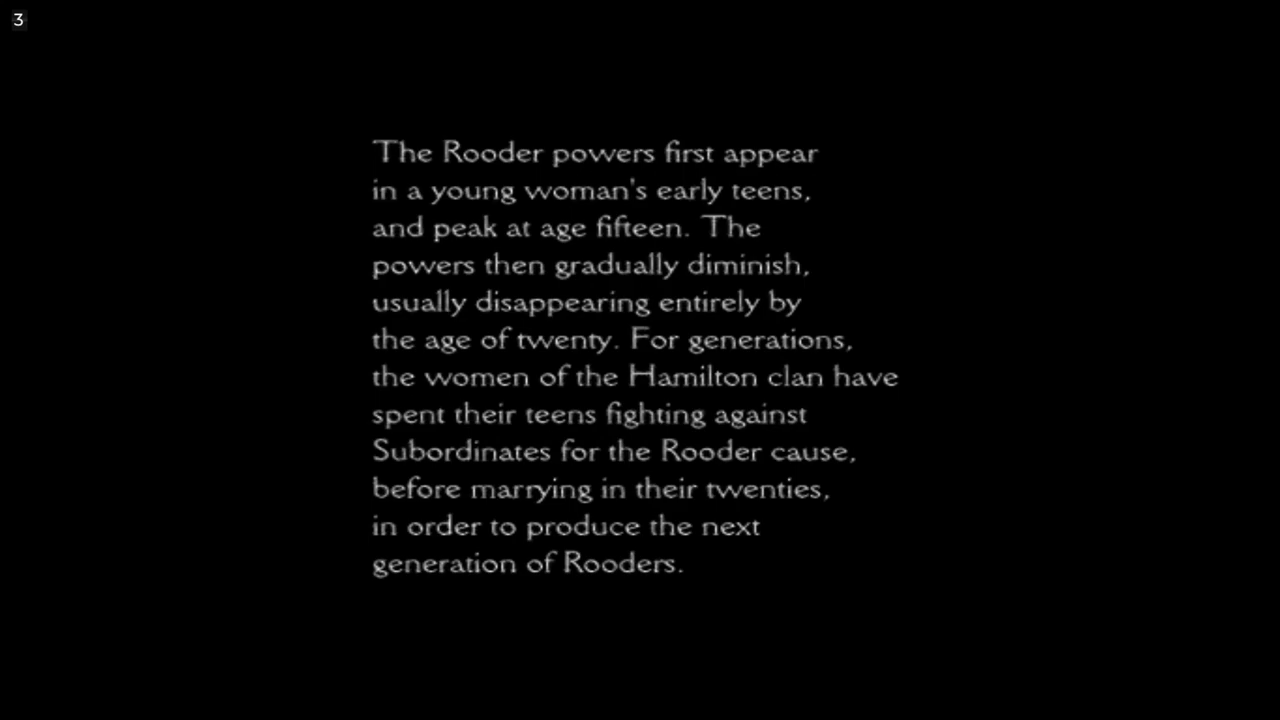 3
The Rooder powers first appear
in a young woman's early teens,
and peak at age fifteen. The
powers then gradually diminish,
usually disappearing entirely by
the age of twenty. For generations,
the women of the Hamilton clan have
spent their teens fighting against
Subordinates for the Rooder cause,
before marrying in their twenties,
in order to produce the next
generation of Rooders.